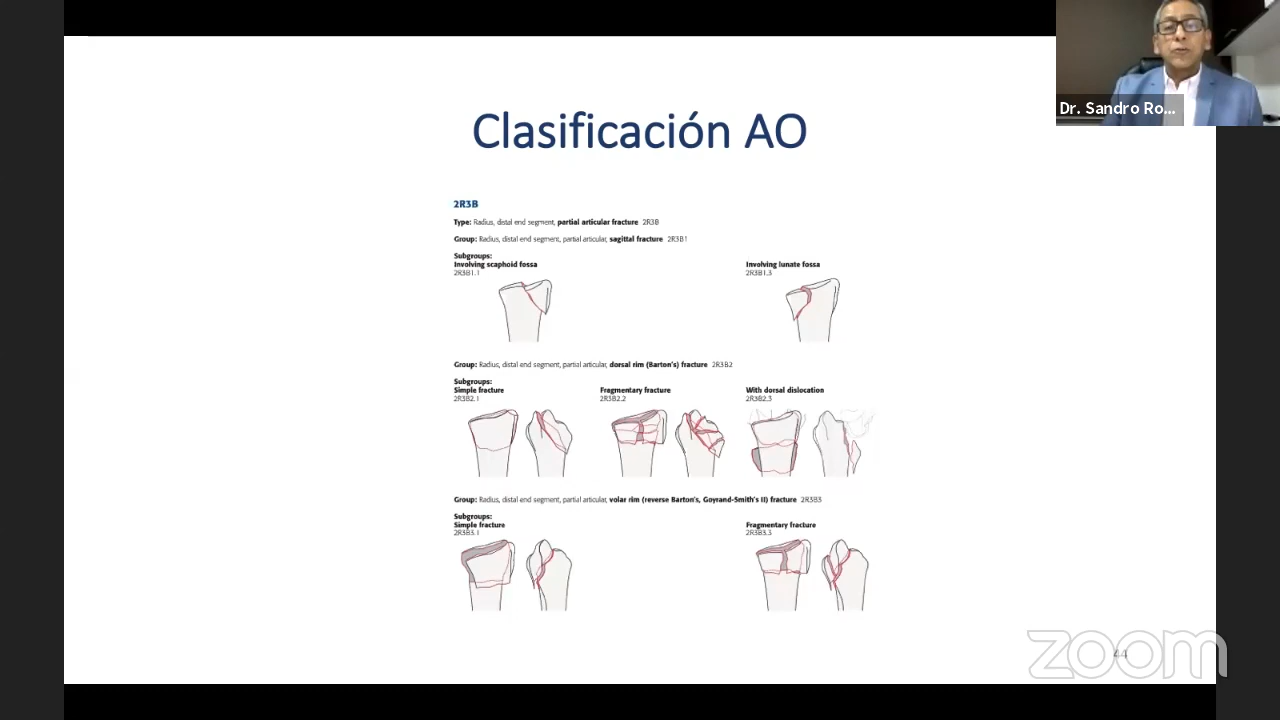 Dr. Sandro Ro...
Clasificación AO
2R3B
Type: Radius, distal end segment, partial articular fracture 2R3B
Group: Radius, distal end segment, partial articular, sagittal fracture 2R3B1
Subgroups:
Involving scaphoid fossa
2R3B1.1
Involving lunate fossa
2R3B1.3
Group: Radius, distal end segment, partial articular, dorsal rim (Barton's) fracture 2R3B2
Subgroups:
Simple fracture
2R3B2.1
Fragmentary fracture
2R3B2.2
With dorsal dislocation
2R3B2.3
Group: Radius, distal end segment, partial articular, volar rim (reverse Barton's, Goyrand-Smith's II) fracture 2R3B3
Subgroups:
Simple fracture
2R3B3.1
Fragmentary fracture
2R3B3.3
44
zoom